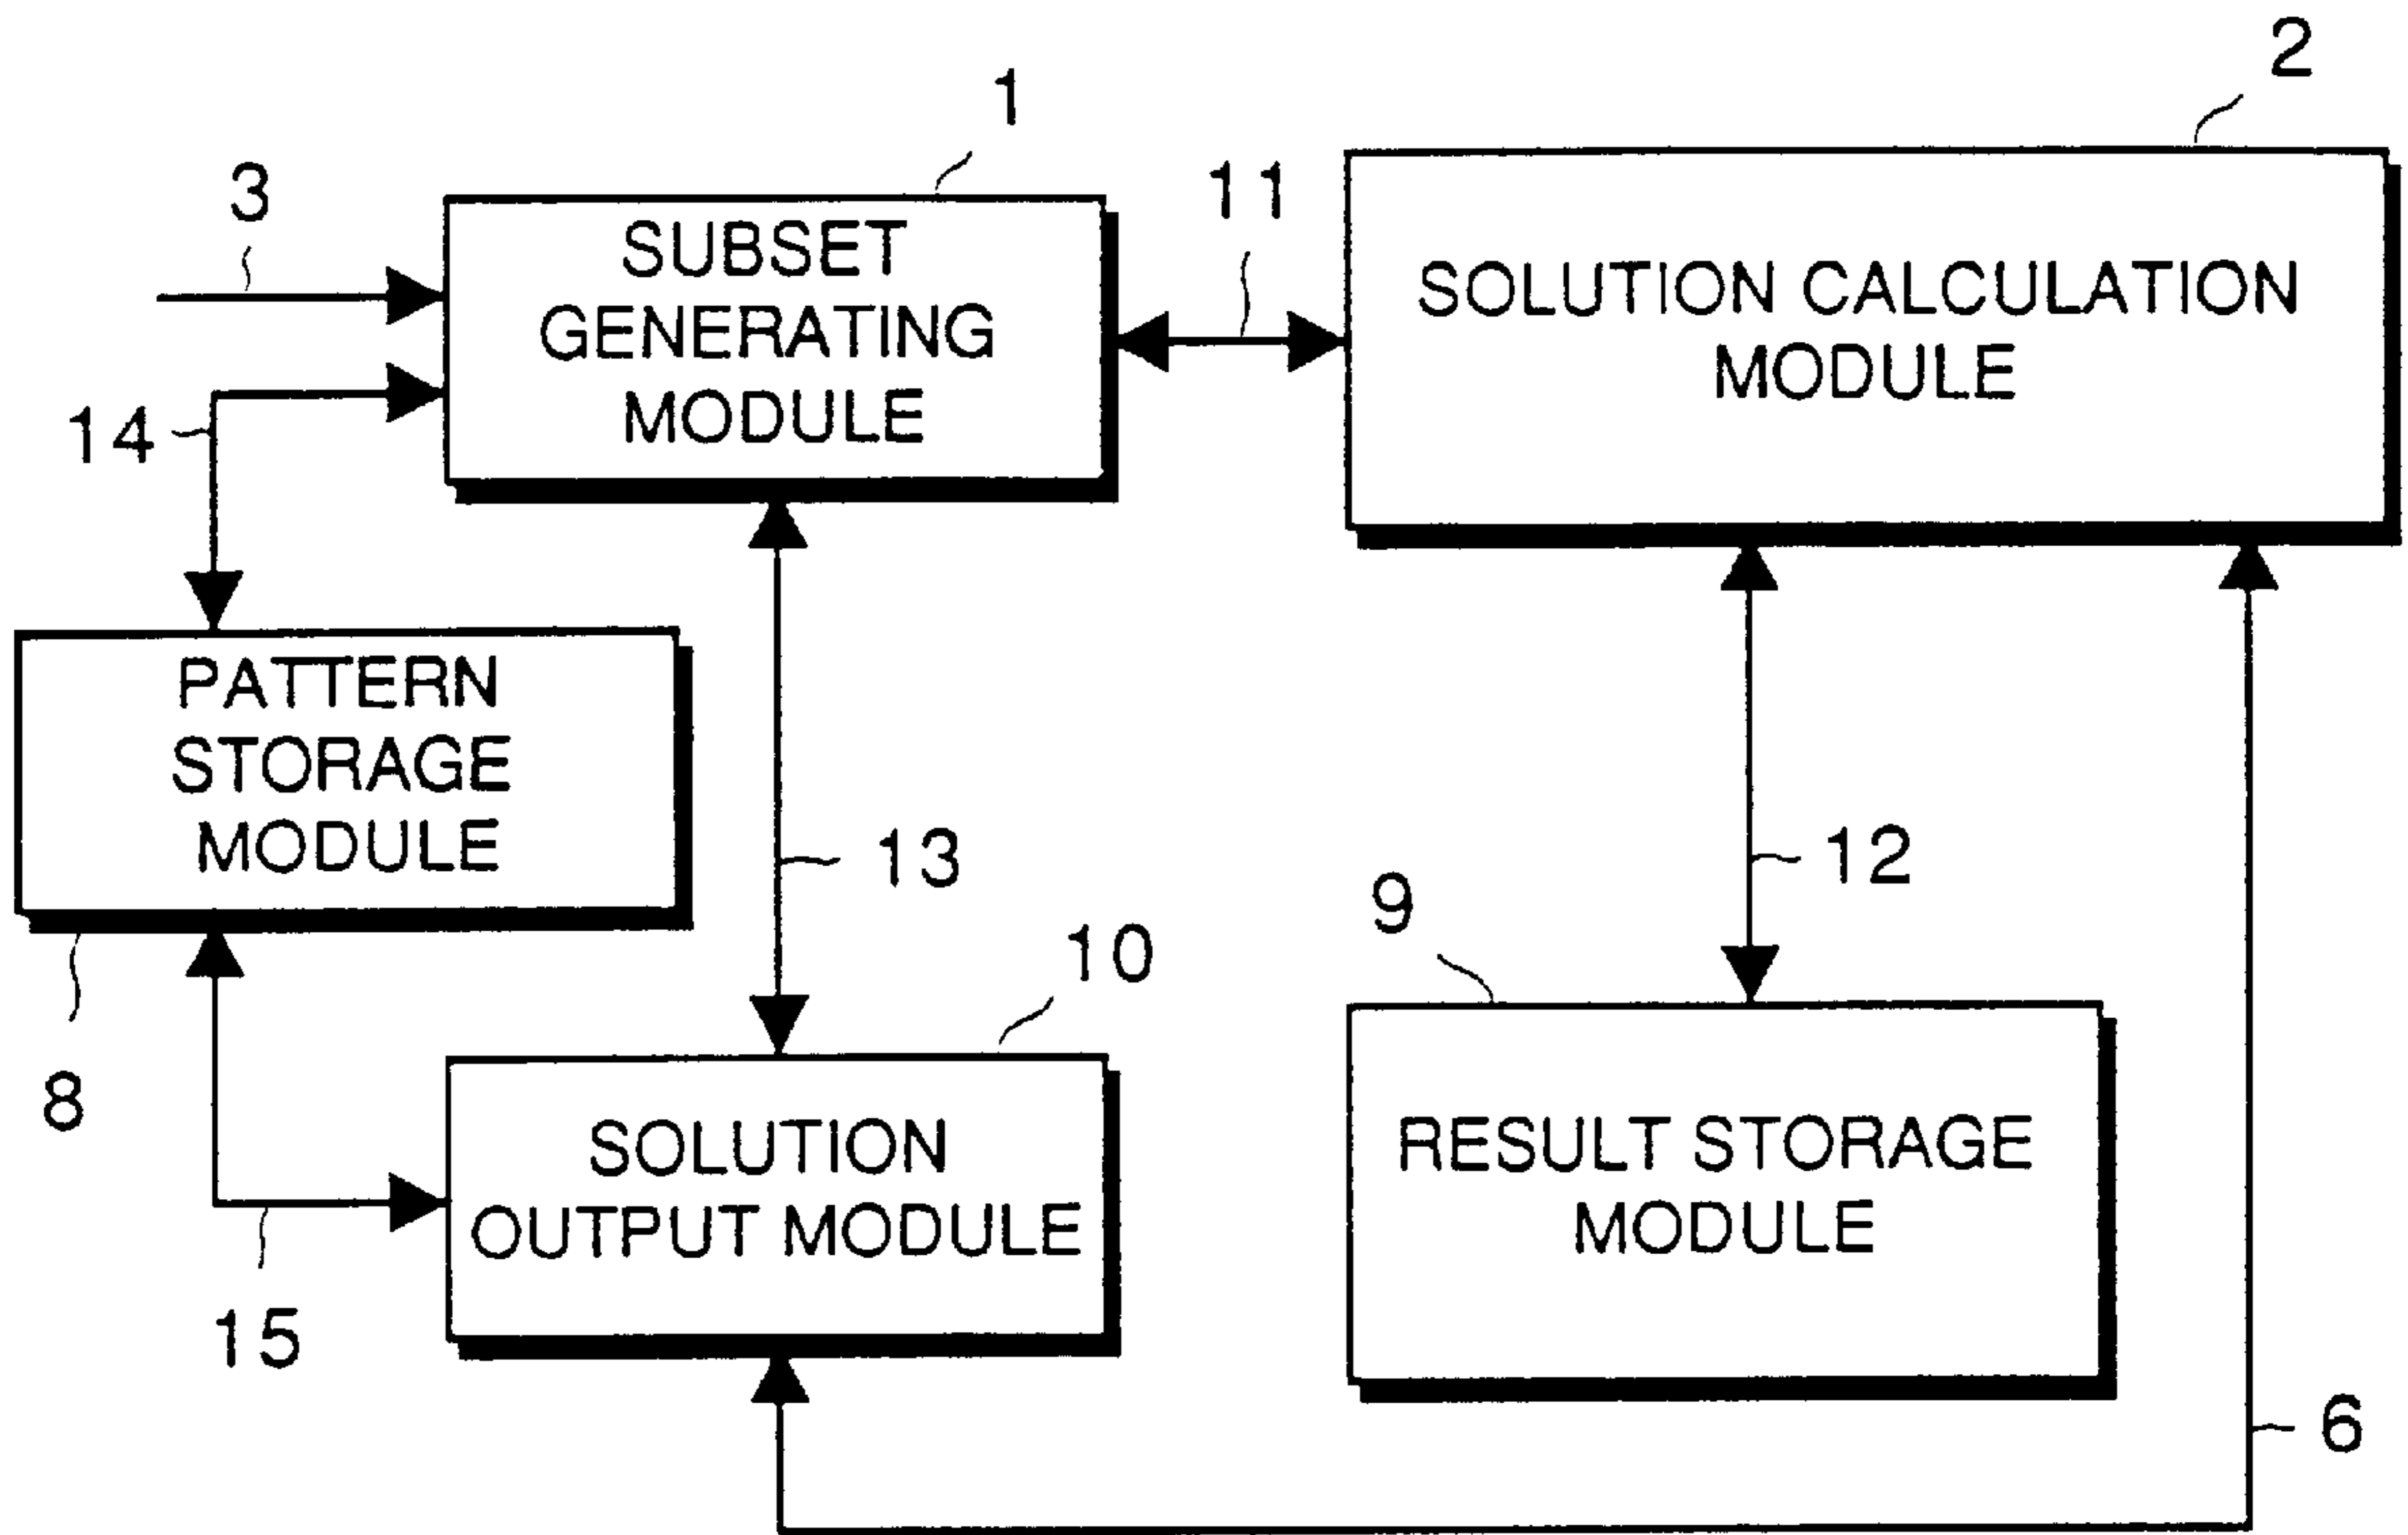 2
1
3
11
SUBSET
GENERATING
MODULE
SOLUTION CALCULATION
MODULE
14
PATTERN
STORAGE
MODULE
13
12
9
10
8
SOLUTION
OUTPUT MODULE
RESULT STORAGE
MODULE
15
6